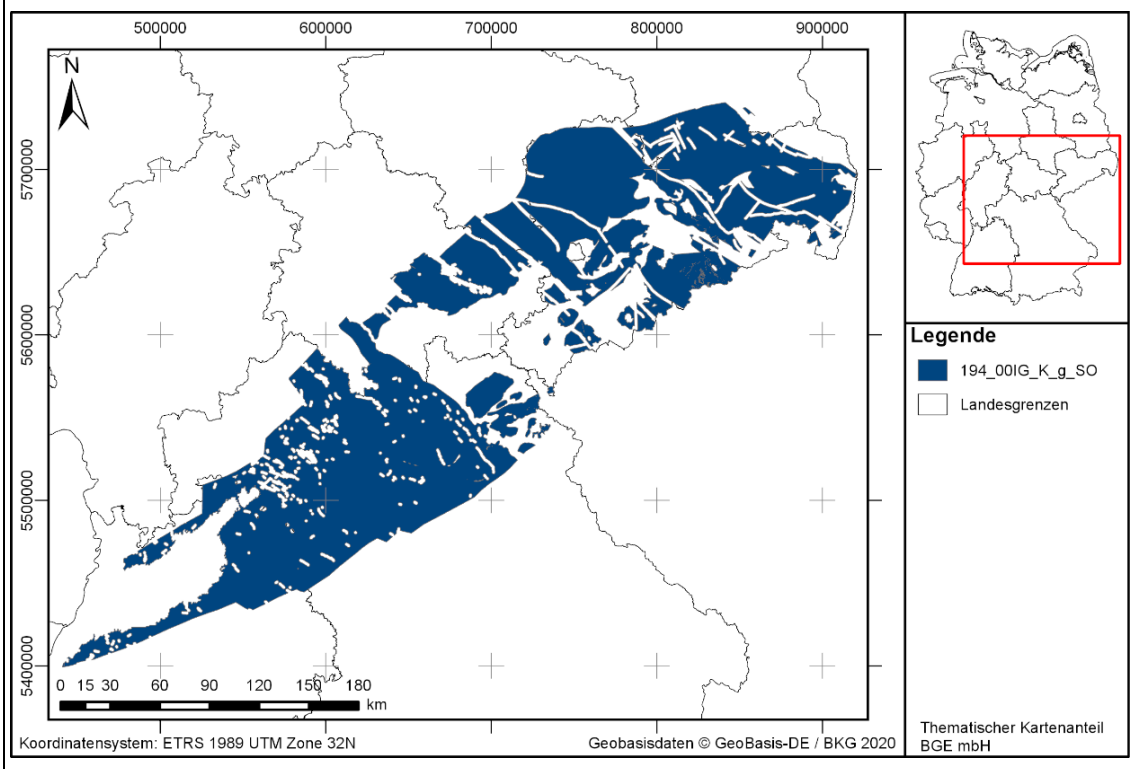 500000 600000 700000 800000 900000
N
5700000
5600000
5500000
5400000
0 15 30 60 90 120 150 180
km
Koordinatensystem: ETRS 1989 UTM Zone 32N
Geobasisdaten © GeoBasis-DE / BKG 2020
Legende
194_00IG_K_g_SO
Landesgrenzen
Thematischer Kartenanteil
BGE mbH